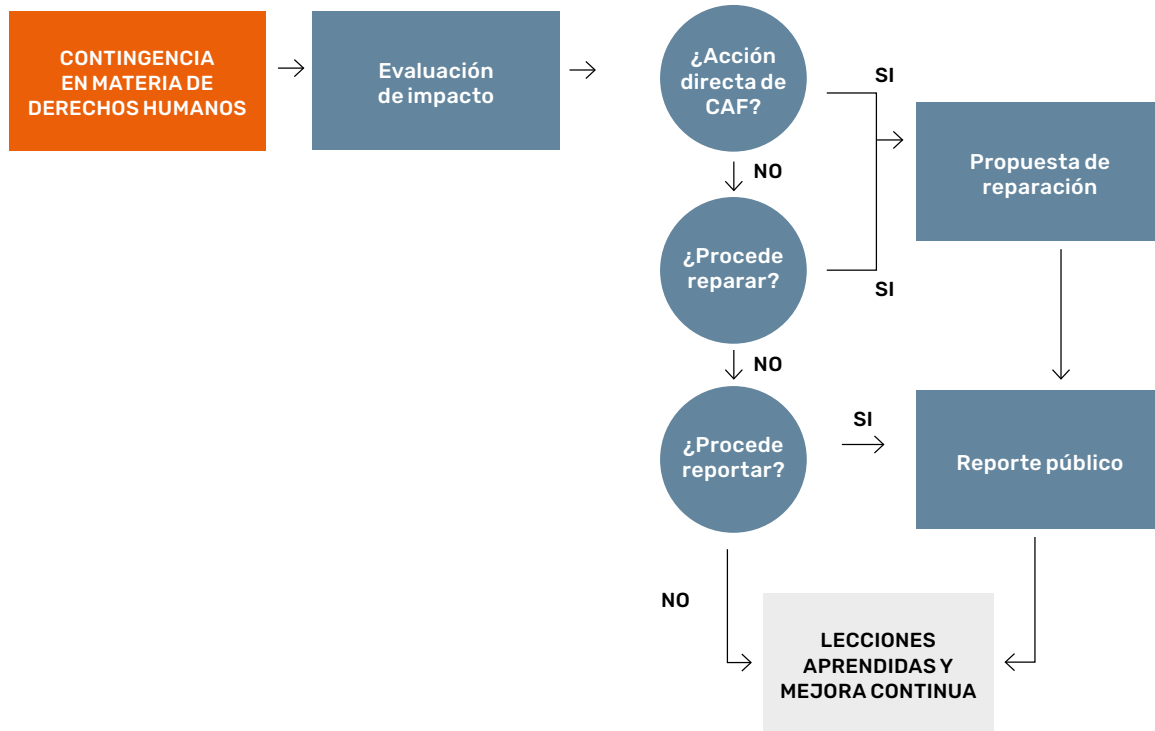 CONTINGENCIA
EN MATERIA DE
DERECHOS HUMANOS
Evaluación
de impacto
¿Acción
directa de
CAF?
SI
NO
Propuesta de
reparación
¿Procede
reparar?
SI
NO
¿Procede
reportar?
SI
Reporte público
NO
LECCIONES
APRENDIDAS Y
MEJORA CONTINUA